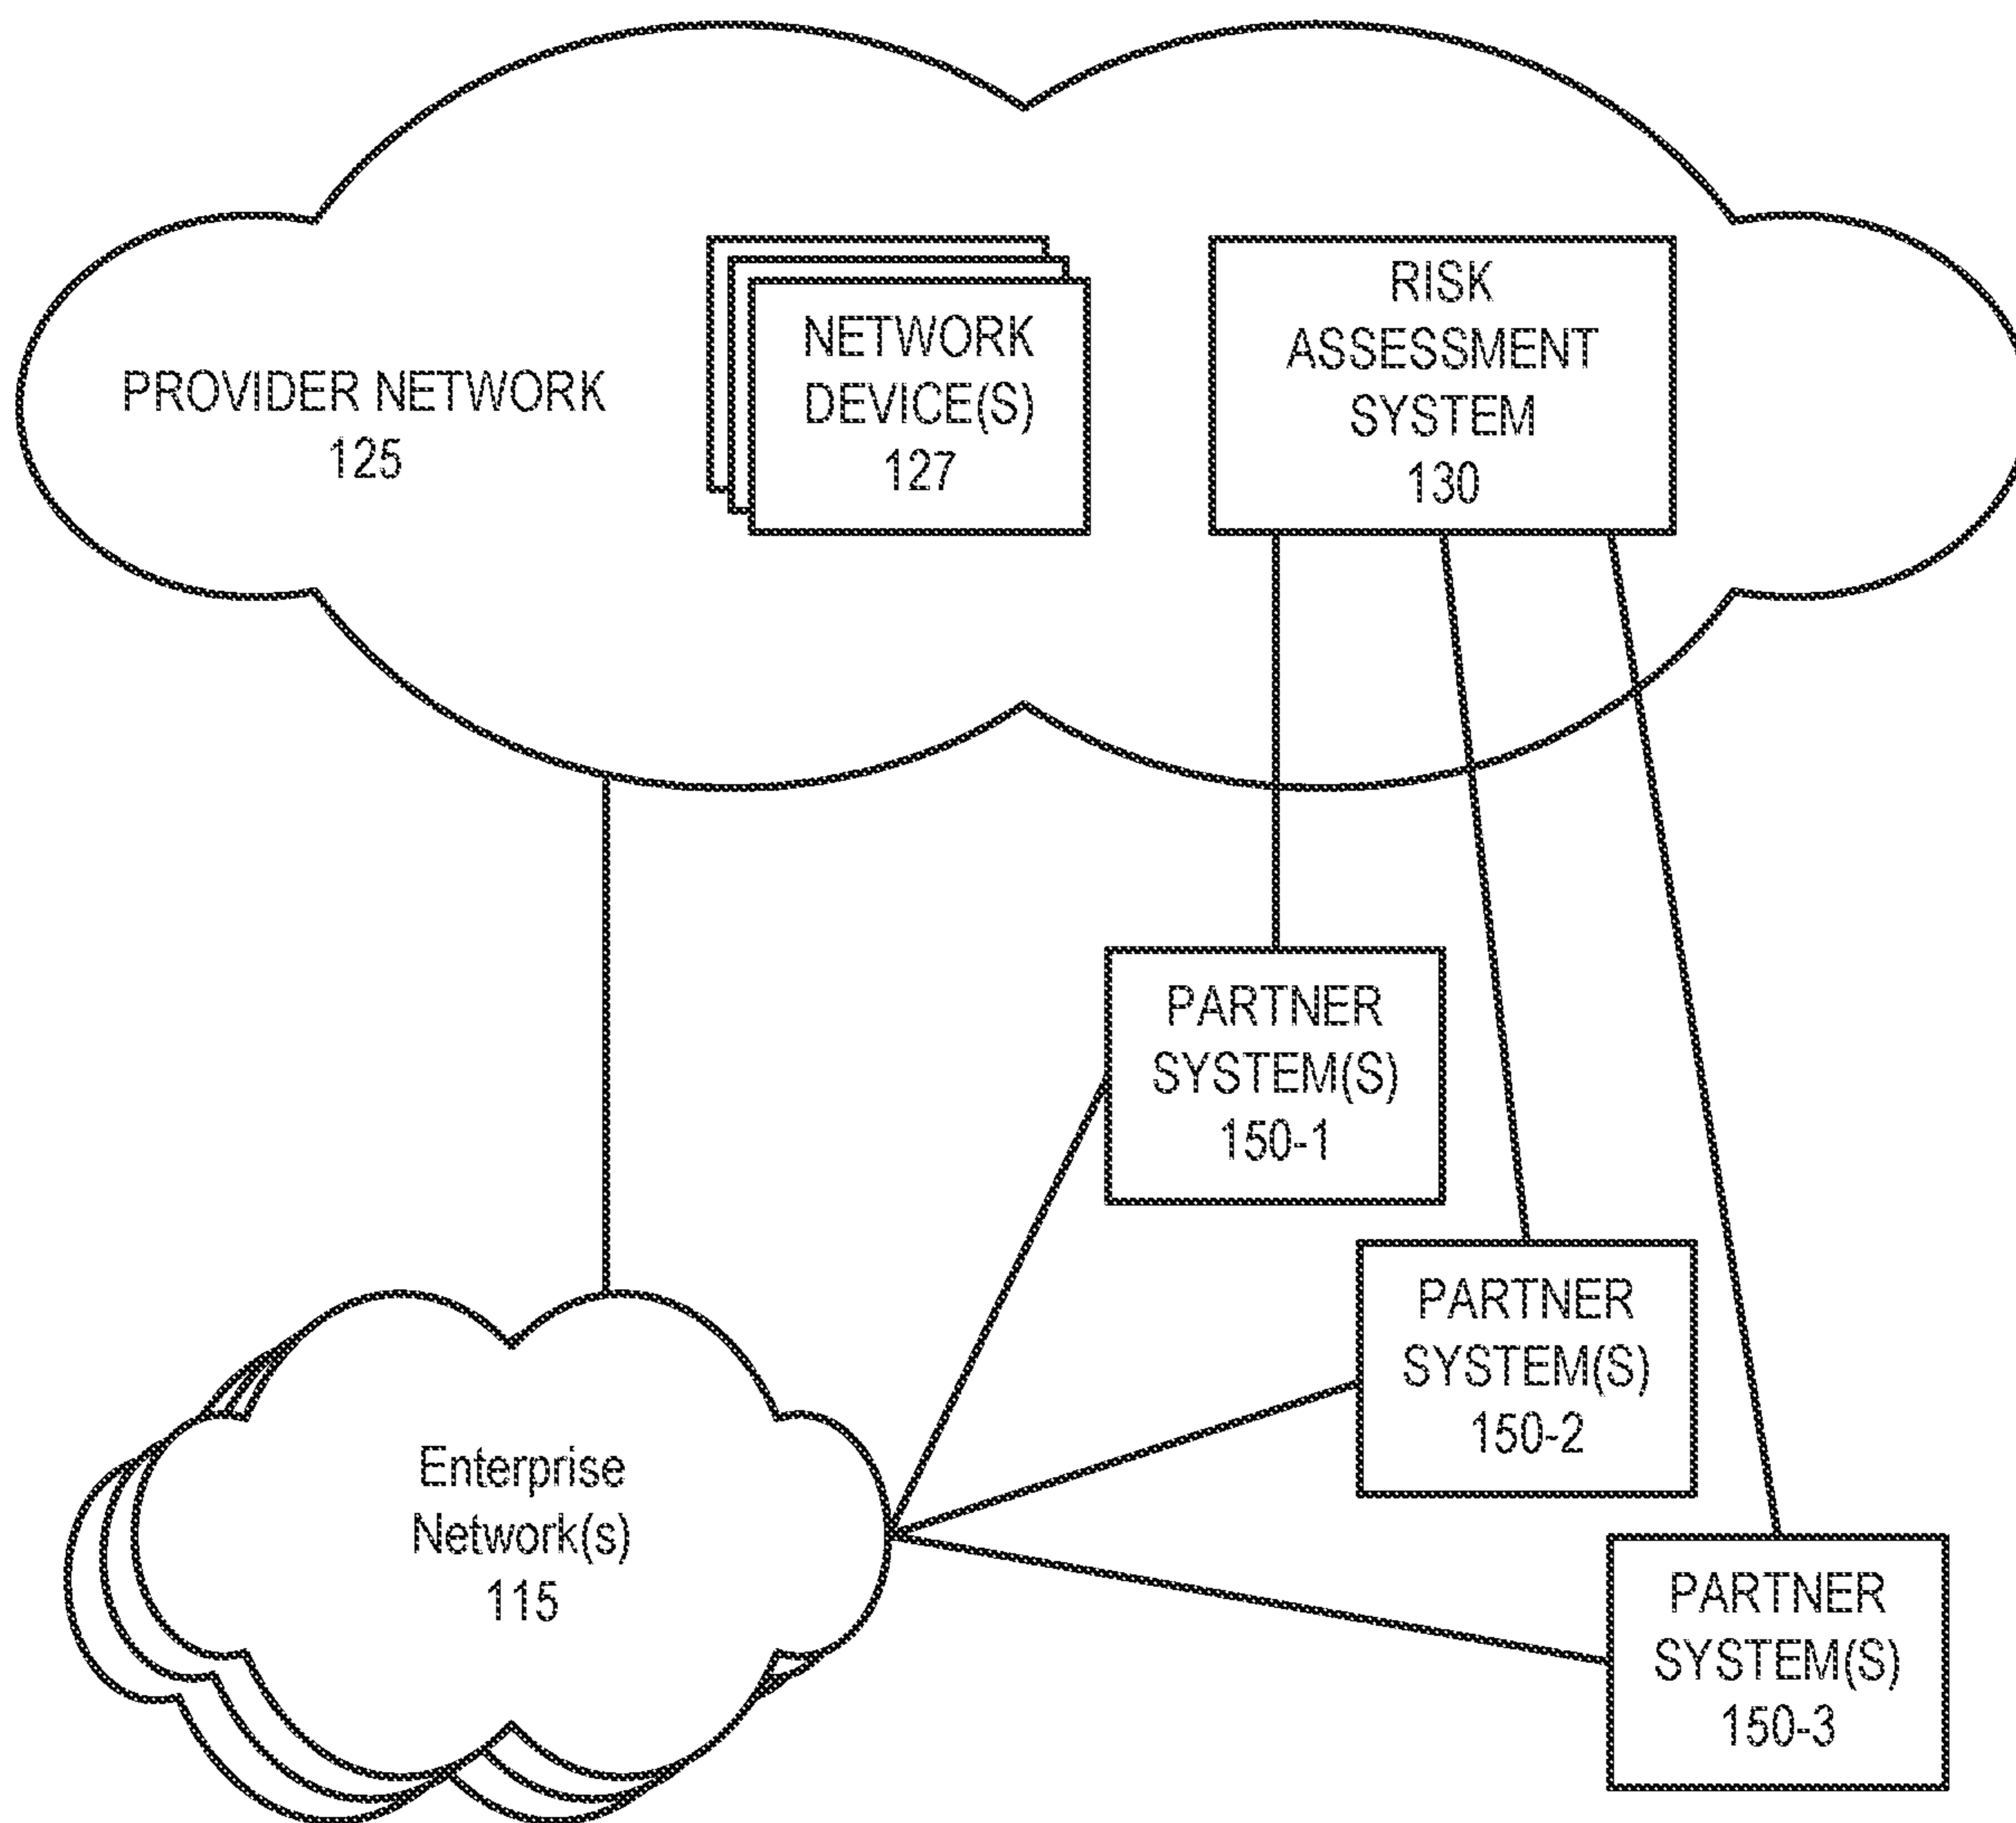 PROVIDER NETWORK
125
NETWORK
DEVICE(S)
127
RISK
ASSESSMENT
SYSTEM
130
PARTNER
SYSTEM(S)
150-1
PARTNER
SYSTEM(S)
150-2
Enterprise
Network(s)
115
PARTNER
SYSTEM(S)
150-3